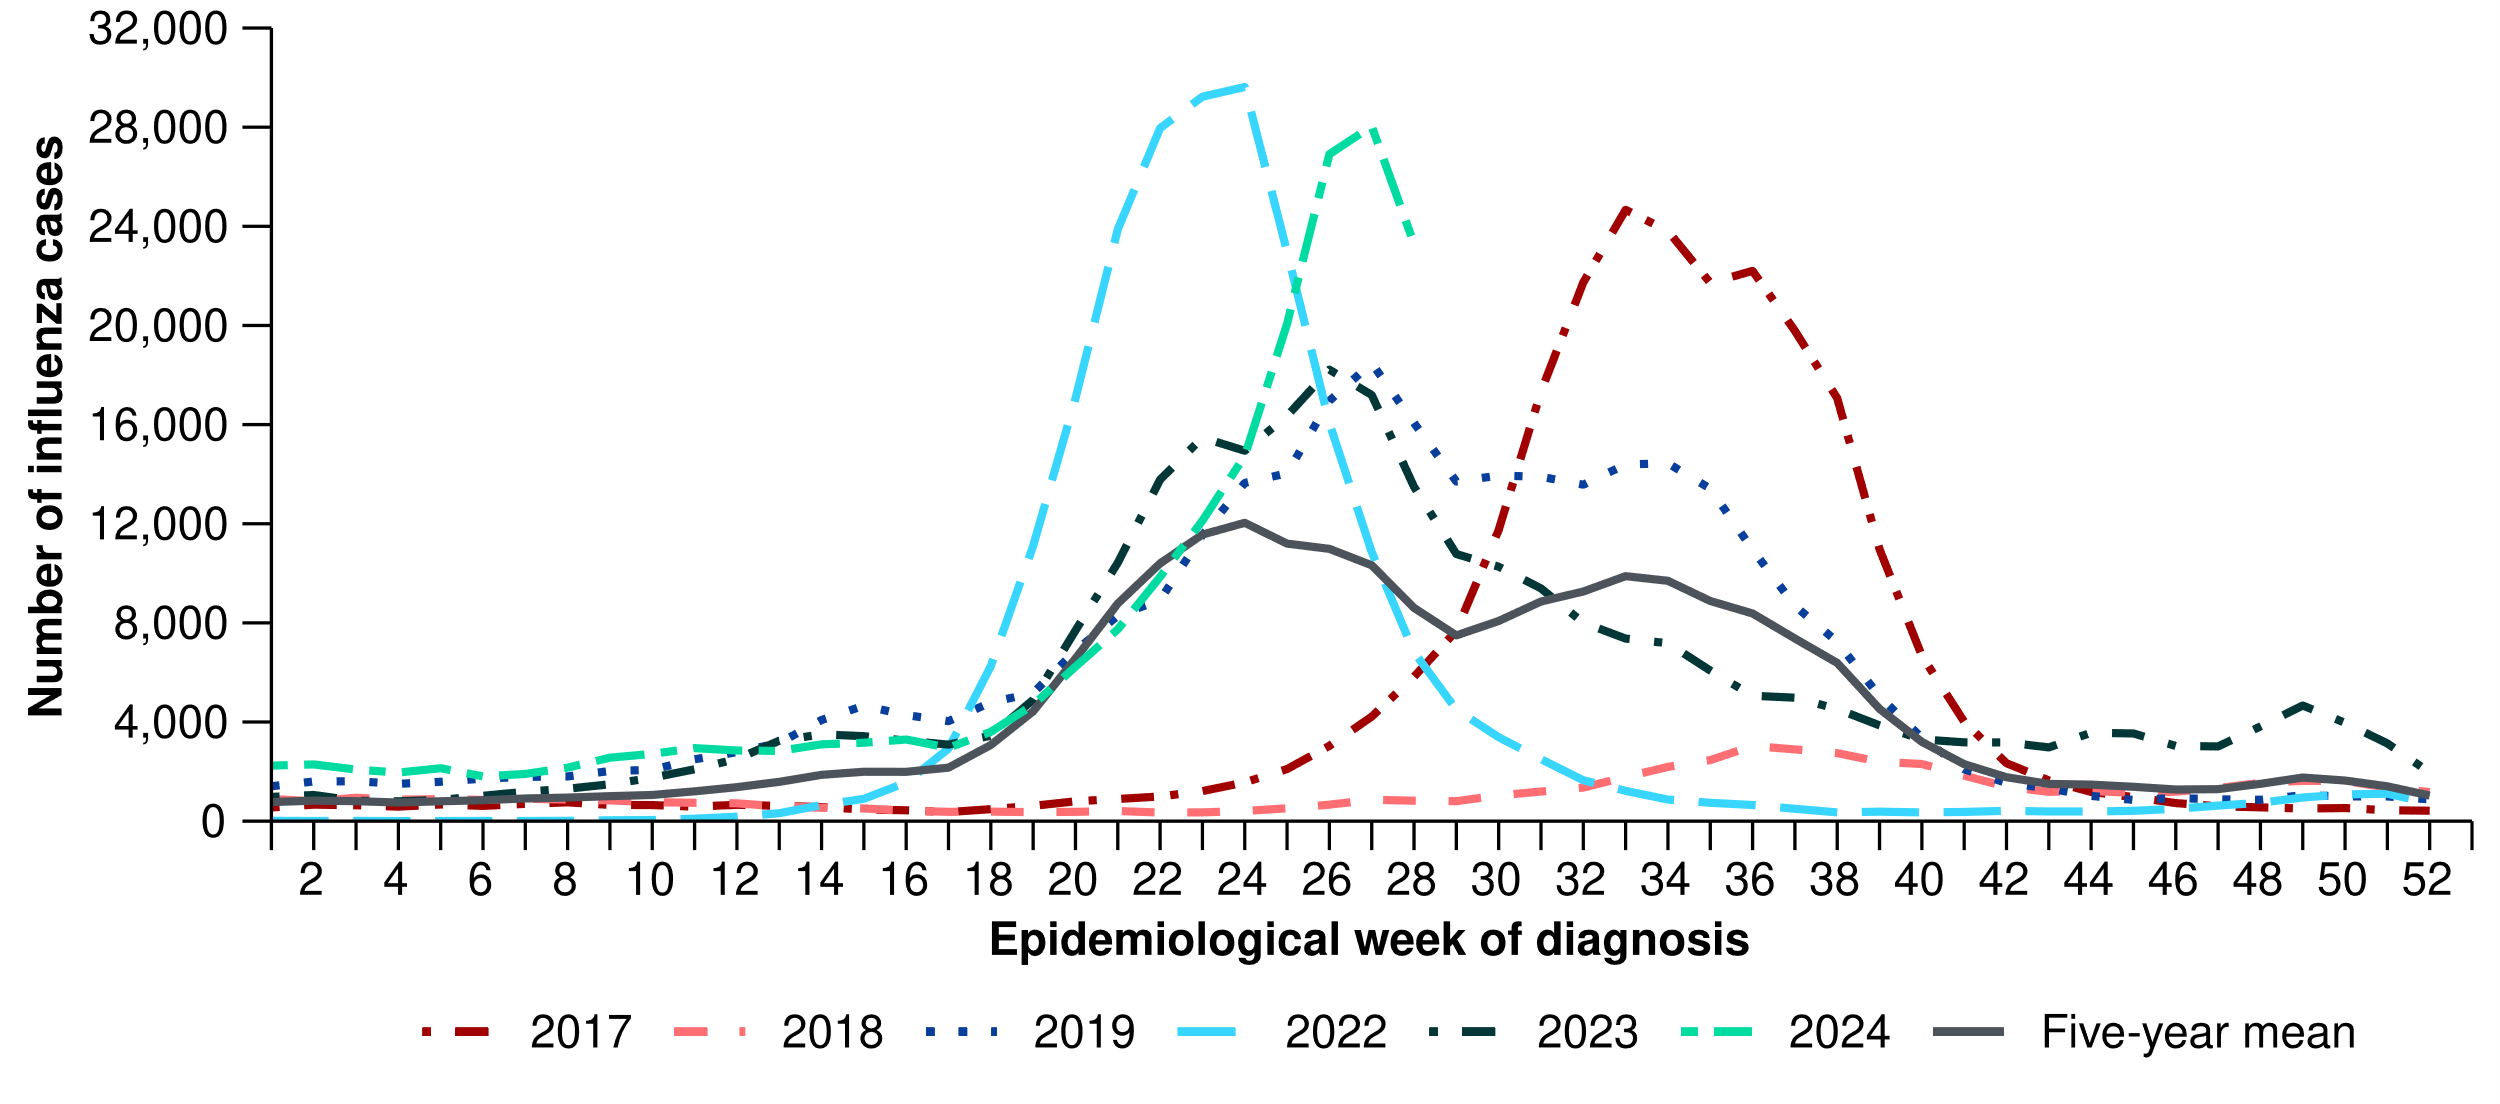 32,000
28,000
24,000
20,000
16,000
12,000
8,000
4,000
0
Number of influenza cases
2 4 6 8 10 12 14 16 18 20 22 24 26 28 30 32 34 36 38 40 42 44 46 48 50 52
Epidemiological week of diagnosis
2017 2018 2019 2022 2023 2024 Five-year mean